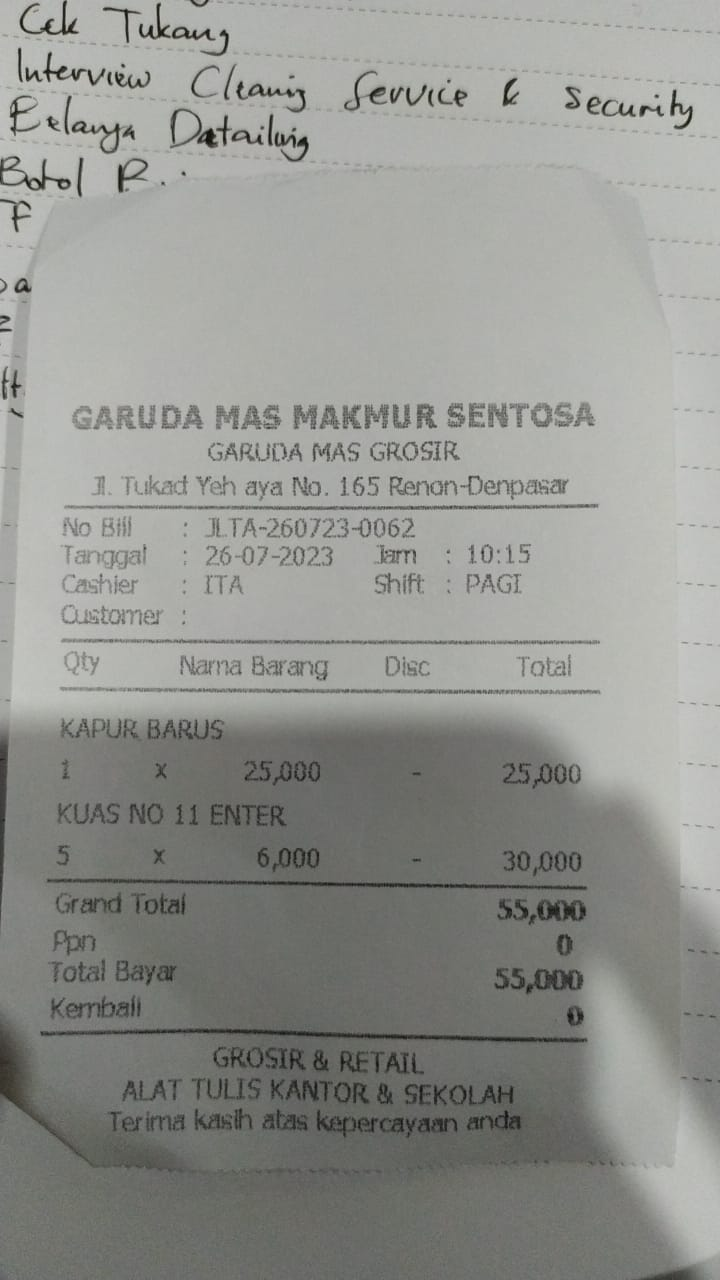 Cek Tukang
Interview Cleanig Service & Security
Belanja Datailing
Botol
GARUDA MAS MAKMUR SENTOSA
GARUDA MAS GROSIR
Jl. Tukad Yeh aya No. 165 Renon-Denpasar
No Bill : JLTA-260723-0062
Tanggal : 26-07-2023 Jam : 10:15
Cashier : ITA Shift : PAGI
Customer :
Qty Nama Barang Disc Total
KAPUR BARUS
1 x 25,000 - 25,000
KUAS NO 11 ENTER
5 x 6,000 - 30,000
Grand Total 55,000
Ppn 0
Total Bayar 55,000
Kembali 0
GROSIR & RETAIL
ALAT TULIS KANTOR & SEKOLAH
Terima kasih atas kepercayaan anda